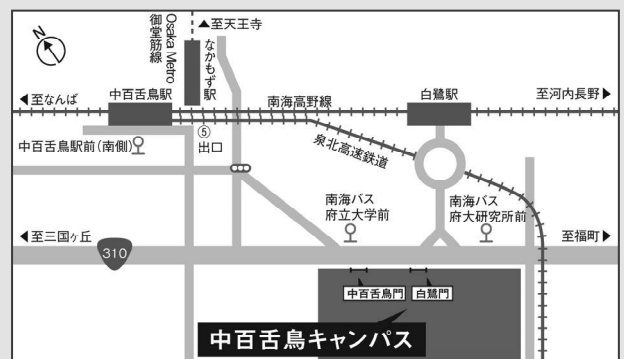 N
▲至天王寺
Osaka Metro
御堂筋線
なかもず駅
◀至なんば
中百舌鳥駅
南海高野線
白鷺駅
至河内長野▶
⑤
出口
中百舌鳥駅前(南側)
泉北高速鉄道
南海バス
府立大学前
南海バス
府大研究所前
◀至三国ヶ丘
至福町▶
310
中百舌鳥門
白鷺門
中百舌鳥キャンパス